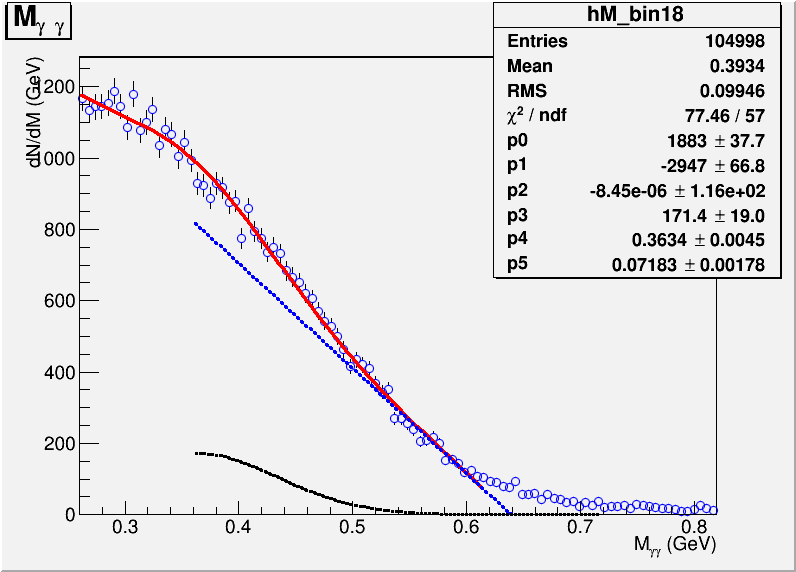 M γ γ
hM_bin18
Entries 104998
Mean 0.3934
RMS 0.09946
χ² / ndf 77.46 / 57
p0 1883 ± 37.7
p1 -2947 ± 66.8
p2 -8.45e-06 ± 1.16e+02
p3 171.4 ± 19.0
p4 0.3634 ± 0.0045
p5 0.07183 ± 0.00178
dN/dM (GeV)
1200
1000
800
600
400
200
0
0.3 0.4 0.5 0.6 0.7 0.8
Mγγ (GeV)